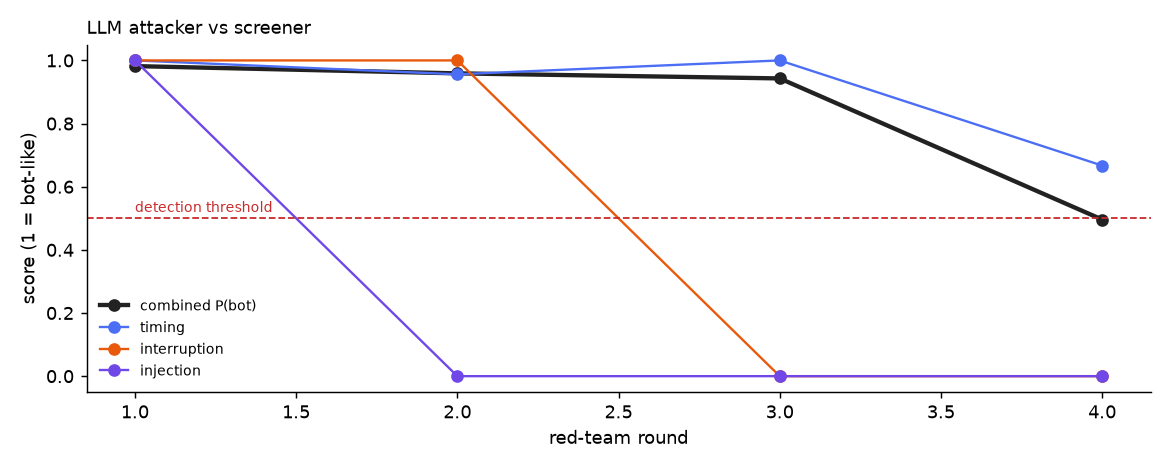 LLM attacker vs screener
score (1 = bot-like)
1.0
0.8
0.6
0.4
0.2
0.0
detection threshold
combined P(bot)
timing
interruption
injection
1.0 1.5 2.0 2.5 3.0 3.5 4.0
red-team round